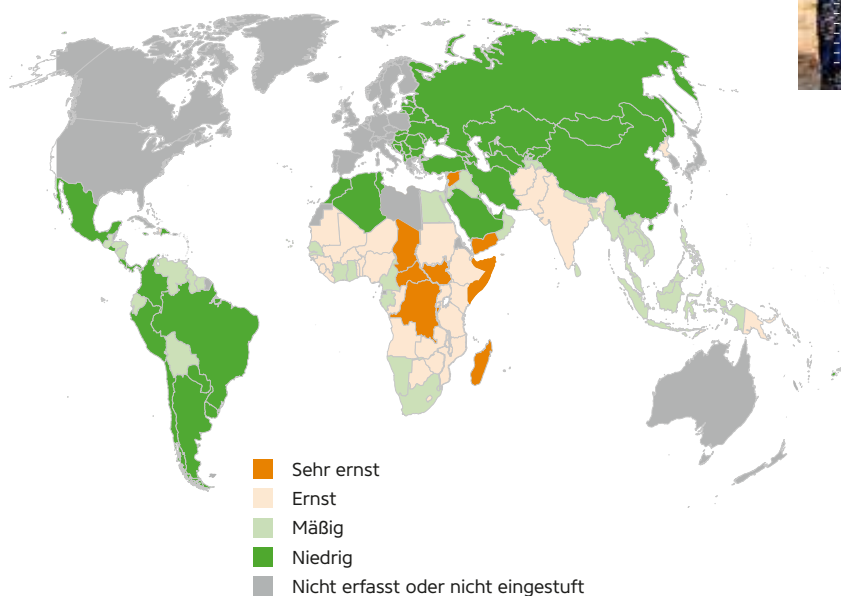 Sehr ernst
Ernst
Mäßig
Niedrig
Nicht erfasst oder nicht eingestuft